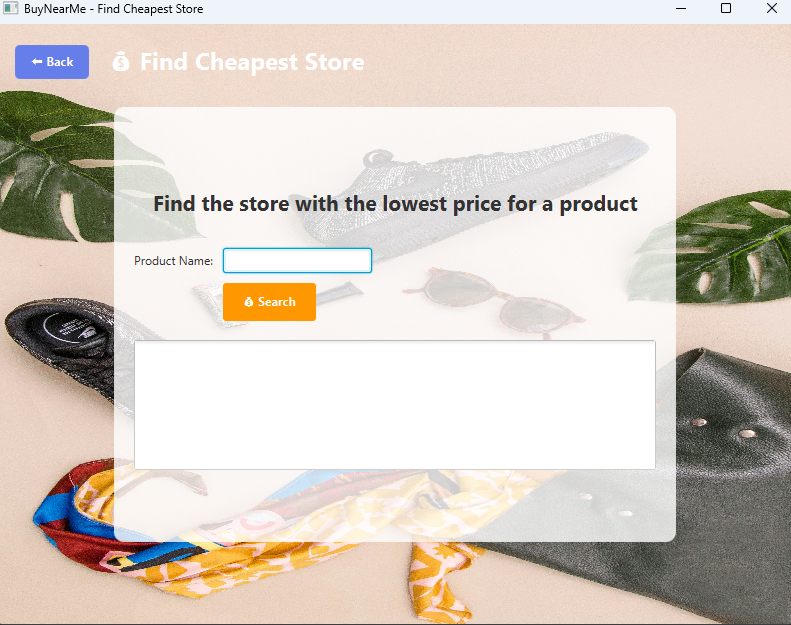 BuyNearMe - Find Cheapest Store
Back
Find Cheapest Store
Find the store with the lowest price for a product
Product Name:
Search